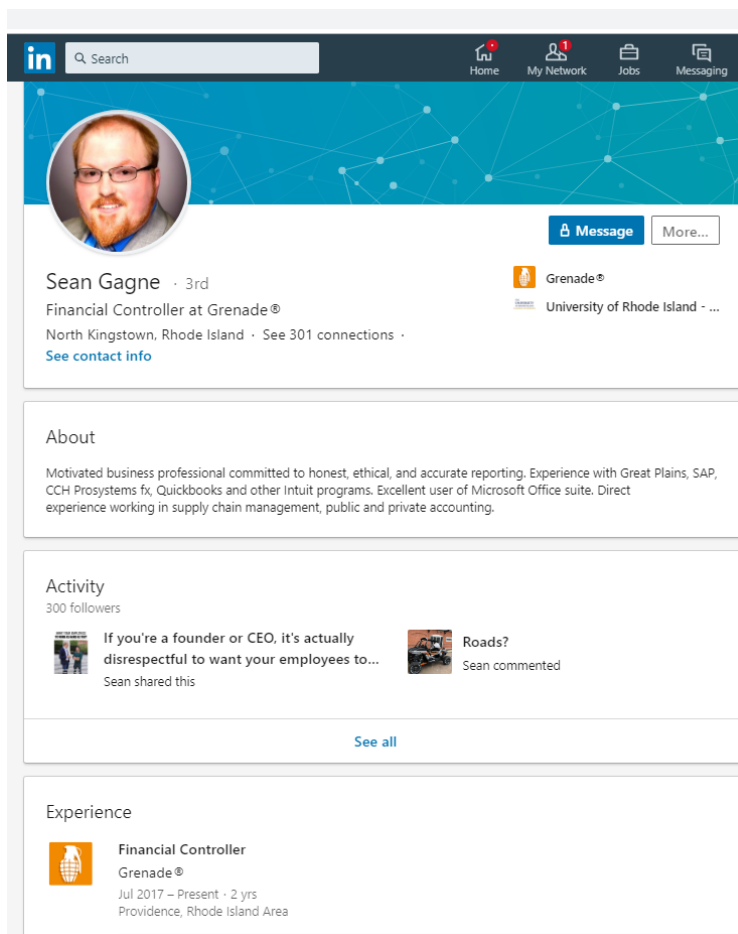 in
Search
Home
1
My Network
Jobs
Messaging
Message
More...
Sean Gagne · 3rd
Financial Controller at Grenade®
North Kingstown, Rhode Island · See 301 connections ·
See contact info
Grenade®
University of Rhode Island - ...
About
Motivated business professional committed to honest, ethical, and accurate reporting. Experience with Great Plains, SAP,
CCH Prosystems fx, Quickbooks and other Intuit programs. Excellent user of Microsoft Office suite. Direct
experience working in supply chain management, public and private accounting.
Activity
300 followers
If you're a founder or CEO, it's actually
disrespectful to want your employees to...
Sean shared this
Roads?
Sean commented
See all
Experience
Financial Controller
Grenade®
Jul 2017 – Present · 2 yrs
Providence, Rhode Island Area